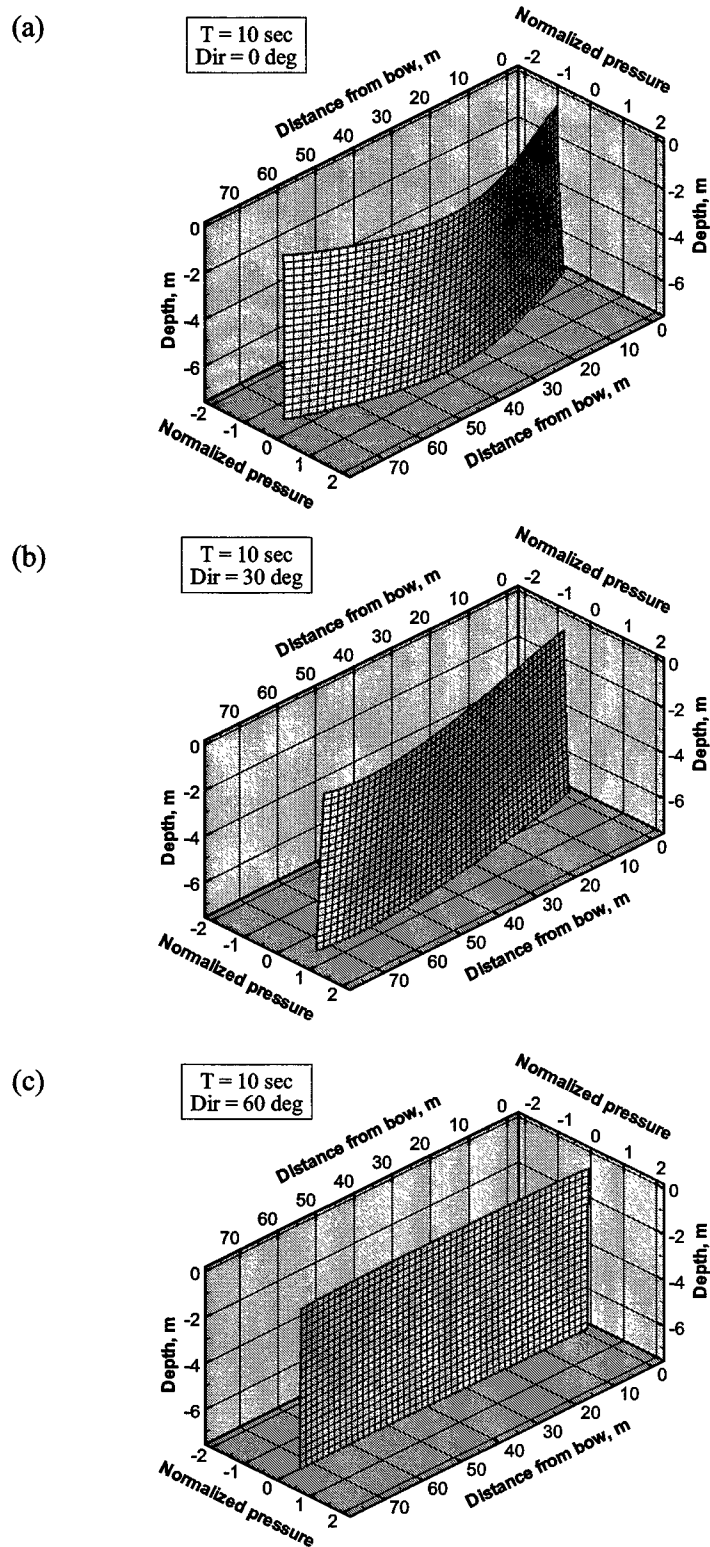 (a)
T = 10 sec
Dir = 0 deg
Distance from bow, m
70 60 50 40 30 20 10 0
Normalized pressure
-2 -1 0 1 2
Depth, m
0 -2 -4 -6
Depth, m
0 -2 -4 -6
Normalized pressure
-2 -1 0 1 2
Distance from bow, m
70 60 50 40 30 20 10 0
(b)
T = 10 sec
Dir = 30 deg
Distance from bow, m
70 60 50 40 30 20 10 0
Normalized pressure
-2 -1 0 1 2
Depth, m
0 -2 -4 -6
Depth, m
0 -2 -4 -6
Normalized pressure
-2 -1 0 1 2
Distance from bow, m
70 60 50 40 30 20 10 0
(c)
T = 10 sec
Dir = 60 deg
Distance from bow, m
70 60 50 40 30 20 10 0
Normalized pressure
-2 -1 0 1 2
Depth, m
0 -2 -4 -6
Depth, m
0 -2 -4 -6
Normalized pressure
-2 -1 0 1 2
Distance from bow, m
70 60 50 40 30 20 10 0